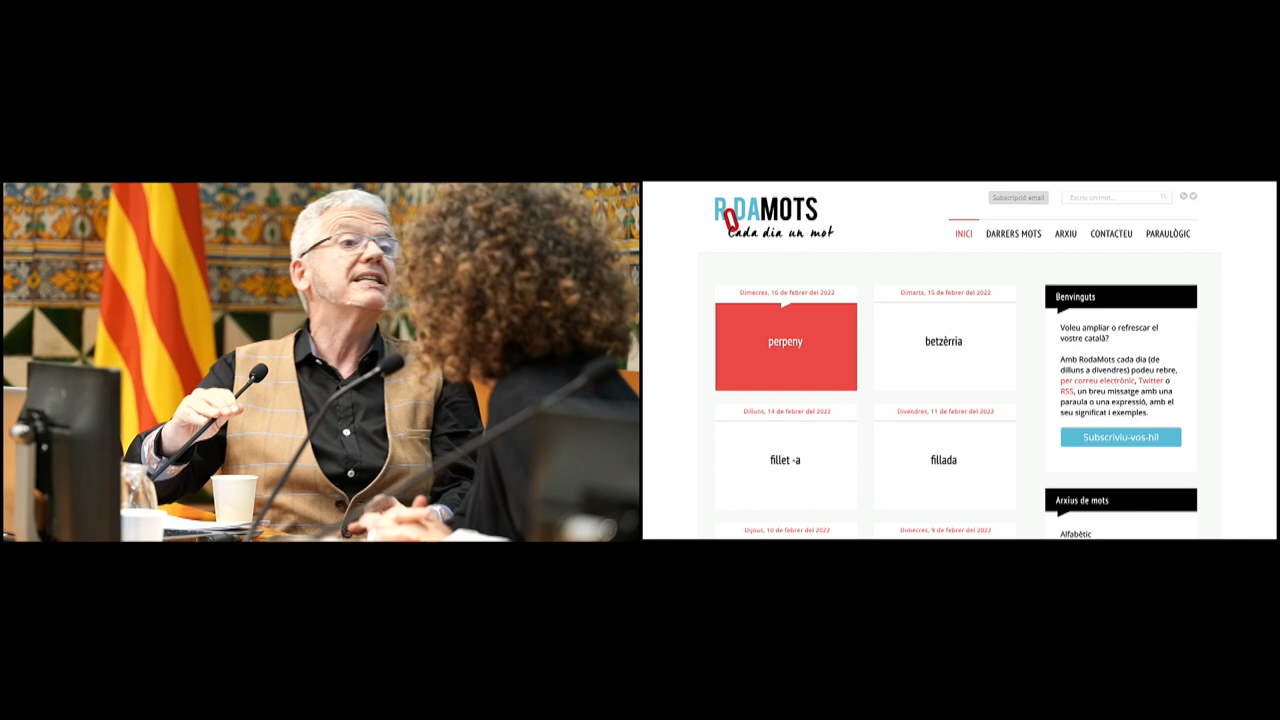 RODAMOTS
Cada dia un mot
Subscripció email
Escriu un mot...
INICI
DARRERS MOTS
ARXIU
CONTACTEU
PARAULÒGIC
Dimecres, 16 de febrer del 2022
perpeny
Dimarts, 15 de febrer del 2022
betzèrria
Dilluns, 14 de febrer del 2022
fillet -a
Divendres, 11 de febrer del 2022
fillada
Dijous, 10 de febrer del 2022
Dimecres, 9 de febrer del 2022
Benvinguts
Voleu ampliar o refrescar el
vostre català?
Amb RodaMots cada dia (de
dilluns a divendres) podeu rebre,
per correu electrònic, Twitter o
RSS, un breu missatge amb una
paraula o una expressió, amb el
seu significat i exemples.
Subscriviu-vos-hi!
Arxius de mots
Alfabètic